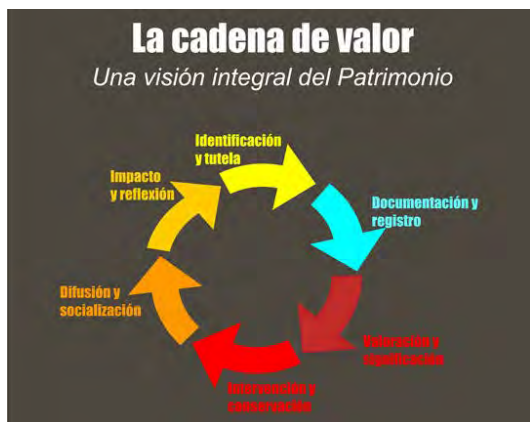 La cadena de valor
Una visión integral del Patrimonio
Identificación
y tutela
Documentación y
registro
Valoración y
significación
Intervención y
conservación
Difusión y
socialización
Impacto
y reflexión